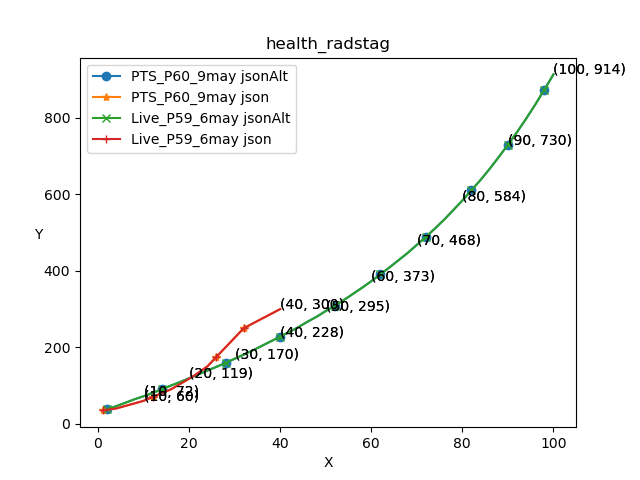 health_radstag
PTS_P60_9may jsonAlt
PTS_P60_9may json
Live_P59_6may jsonAlt
Live_P59_6may json
(100, 914)
(90, 730)
(80, 584)
(70, 468)
(60, 373)
(40, 300)
(50, 295)
(40, 228)
(30, 170)
(20, 119)
(10, 72)
(10, 60)
800
600
400
200
0
Y
0 20 40 60 80 100
X